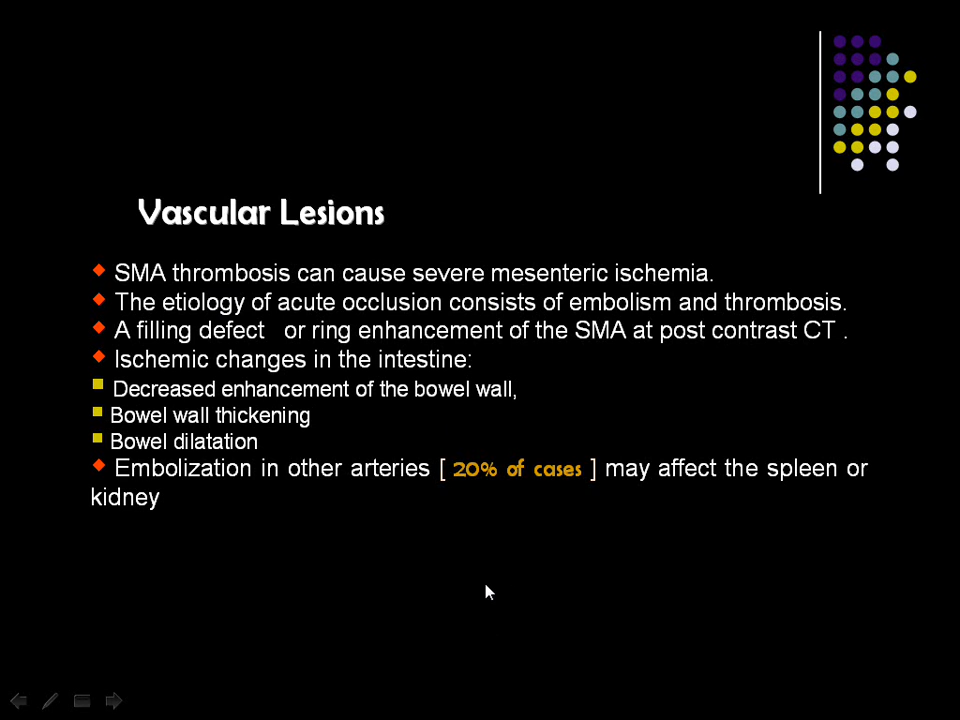 Vascular Lesions
SMA thrombosis can cause severe mesenteric ischemia.
The etiology of acute occlusion consists of embolism and thrombosis.
A filling defect or ring enhancement of the SMA at post contrast CT .
Ischemic changes in the intestine:
Decreased enhancement of the bowel wall,
Bowel wall thickening
Bowel dilatation
Embolization in other arteries [ 20% of cases ] may affect the spleen or
kidney